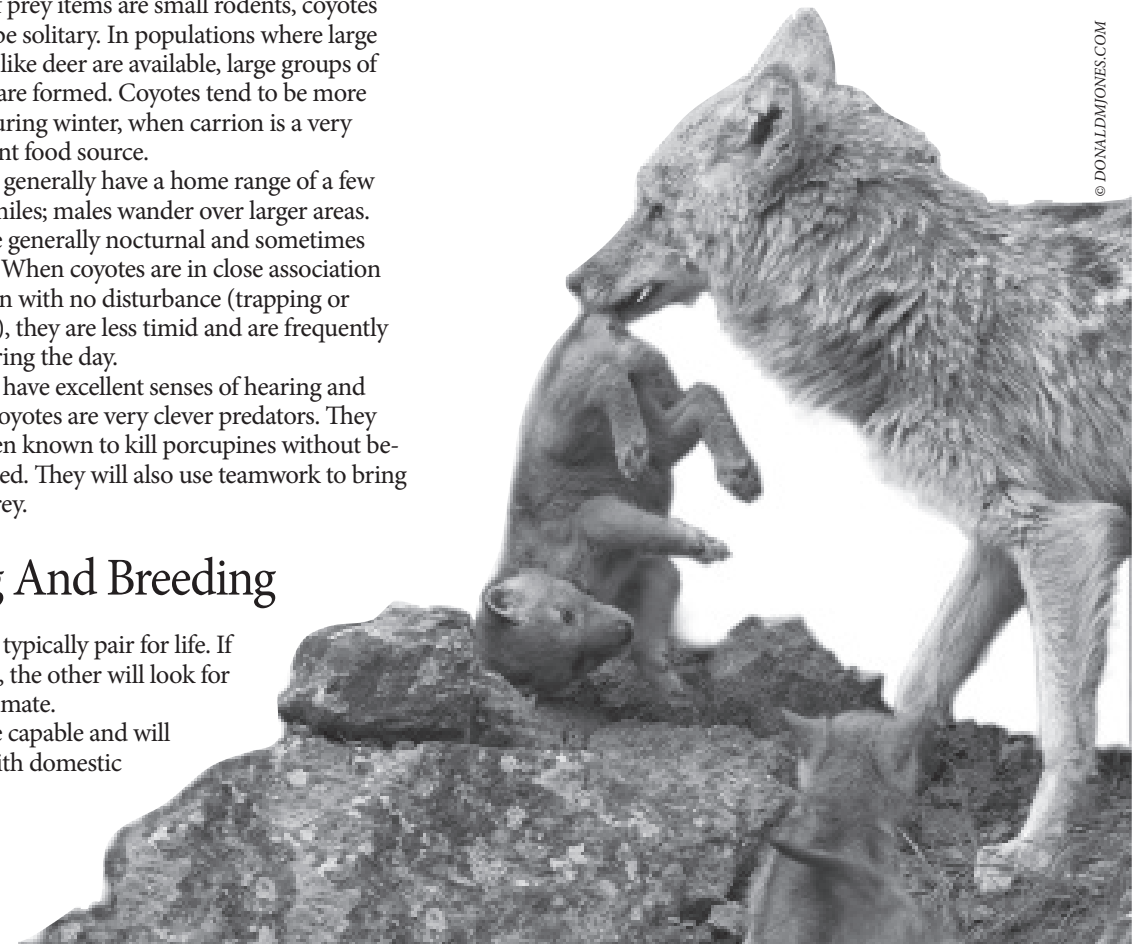 prey items are small rodents, coyotes
be solitary. In populations where large
like deer are available, large groups of
are formed. Coyotes tend to be more
uring winter, when carrion is a very
nt food source.
generally have a home range of a few
miles; males wander over larger areas.
generally nocturnal and sometimes
When coyotes are in close association
n with no disturbance (trapping or
), they are less timid and are frequently
ring the day.
have excellent senses of hearing and
oyotes are very clever predators. They
en known to kill porcupines without be-
ed. They will also use teamwork to bring
rey.
g And Breeding
typically pair for life. If
, the other will look for
mate.
e capable and will
ith domestic
© DONALDMJONES.COM